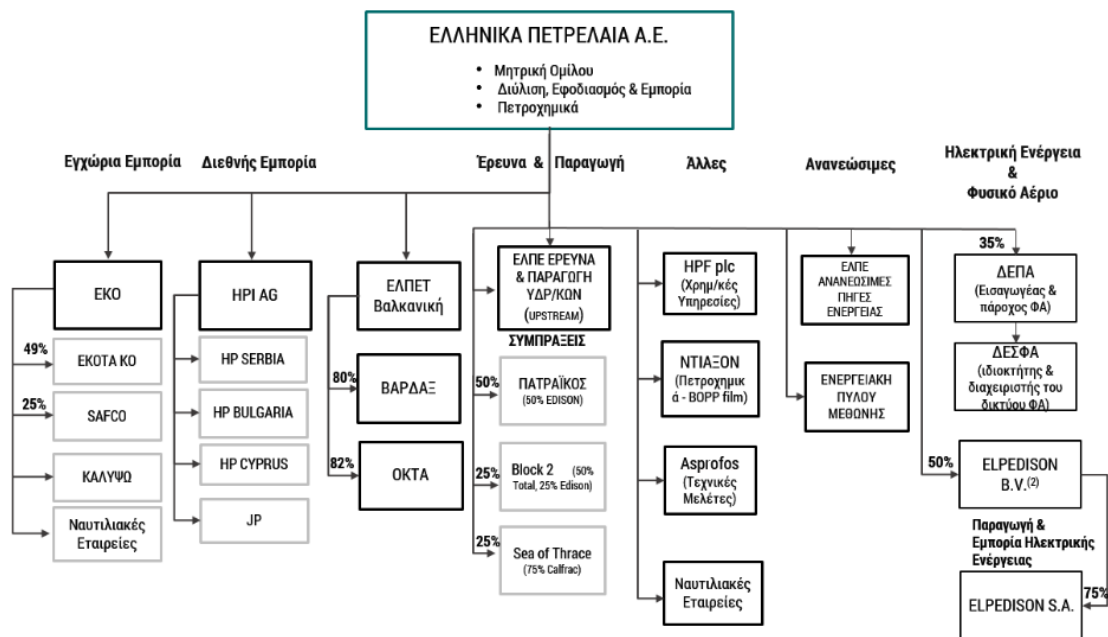 ΕΛΛΗΝΙΚΑ ΠΕΤΡΕΛΑΙΑ Α.Ε.
• Μητρική Ομίλου
• Διύλιση, Εφοδιασμός & Εμπορία
• Πετροχημικά
Εγχώρια Εμπορία
Διεθνής Εμπορία
Έρευνα & Παραγωγή
Άλλες
Ανανεώσιμες
Ηλεκτρική Ενέργεια
&
Φυσικό Αέριο
ΕΚΟ
49%
ΕΚΟΤΑ ΚΟ
25%
SAFCO
ΚΑΛΥΨΩ
Ναυτιλιακές
Εταιρείες
HPI AG
HP SERBIA
HP BULGARIA
HP CYPRUS
JP
ΕΛΠΕΤ
Βαλκανική
80%
ΒΑΡΔΑΞ
82%
ΟΚΤΑ
ΕΛΠΕ ΕΡΕΥΝΑ
& ΠΑΡΑΓΩΓΗ
ΥΔΡ/ΚΩΝ
(UPSTREAM)
ΣΥΜΠΡΑΞΕΙΣ
50%
ΠΑΤΡΑΪΚΟΣ
(50% EDISON)
25%
Block 2 (50%
Total, 25% Edison)
25%
Sea of Thrace
(75% Calfrac)
HPF plc
(Χρημ/κές
Υπηρεσίες)
ΝΤΙΑΞΟΝ
(Πετροχημικ
ά - BOPP film)
Asprofos
(Τεχνικές
Μελέτες)
Ναυτιλιακές
Εταιρείες
ΕΛΠΕ
ΑΝΑΝΕΩΣΙΜΕΣ
ΠΗΓΕΣ
ΕΝΕΡΓΕΙΑΣ
ΕΝΕΡΓΕΙΑΚΗ
ΠΥΛΟΥ
ΜΕΘΩΝΗΣ
35%
ΔΕΠΑ
(Εισαγωγέας &
πάροχος ΦΑ)
ΔΕΣΦΑ
(ιδιοκτήτης &
διαχειριστής του
δικτύου ΦΑ)
50%
ELPEDISON
B.V.(2)
Παραγωγή &
Εμπορία Ηλεκτρικής
Ενέργειας
ELPEDISON S.A.
75%